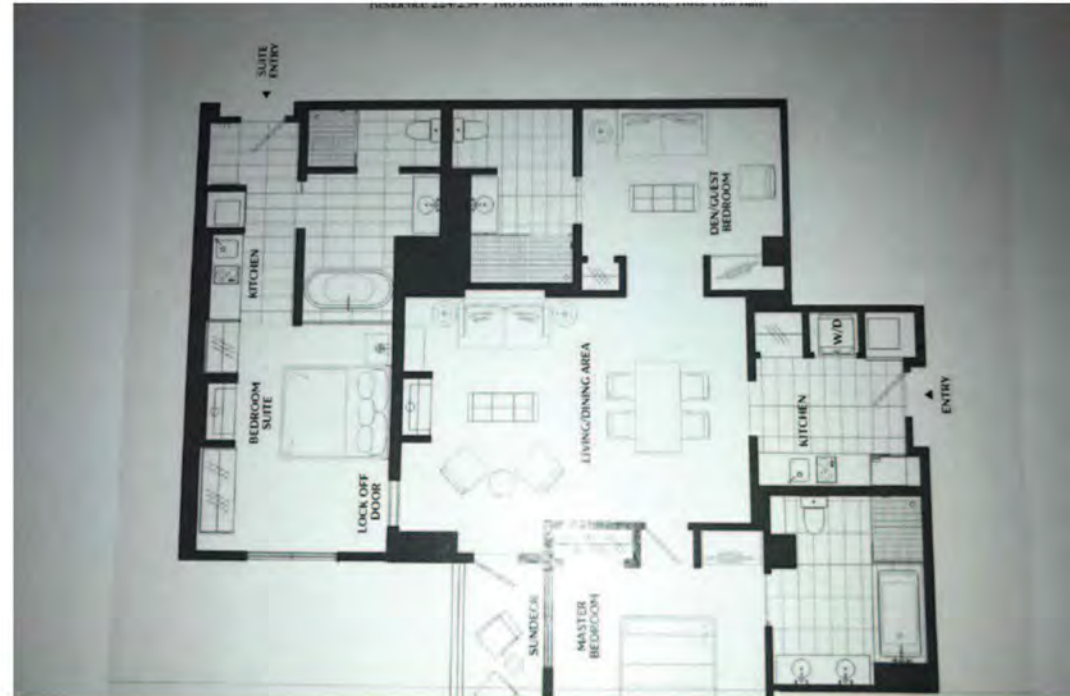 SUITE
ENTRY
KITCHEN
BEDROOM
SUITE
LOCK OFF
DOOR
DEN/GUEST
BEDROOM
LIVING/DINING AREA
W/D
KITCHEN
ENTRY
SUNDECK
MASTER
BEDROOM